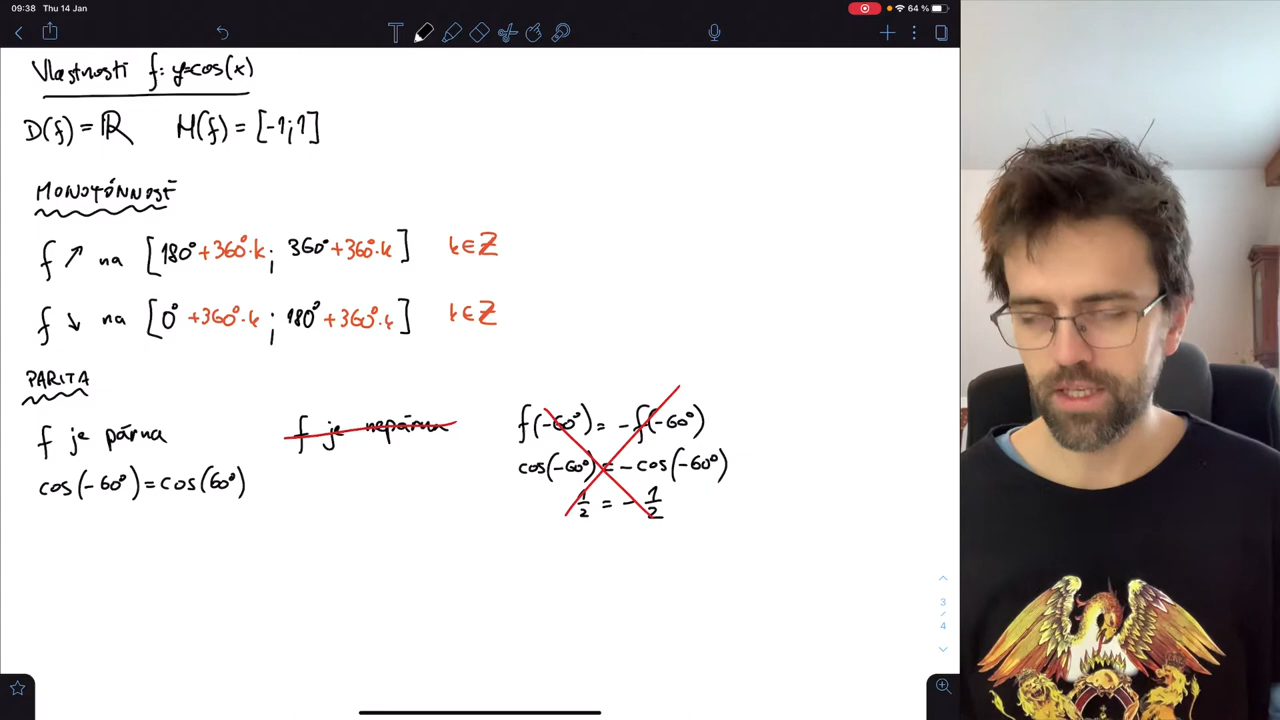 09:38 Thu 14 Jan
64 %
Vlastnosti f: y=cos(x)
D(f) = ℝ H(f) = [-1;1]
MONOTÓNNOSŤ
f ↗ na [180° +360°·k ; 360° +360°·k] k∈Z
f ↘ na [0° +360°·k ; 180° +360°·k] k∈Z
PARITA
f je párna
f je nepárna
cos(-60°) = cos(60°)
f(-60°) = -f(-60°)
cos(-60°) = -cos(-60°)
1/2 = - 1/2
3
/
4